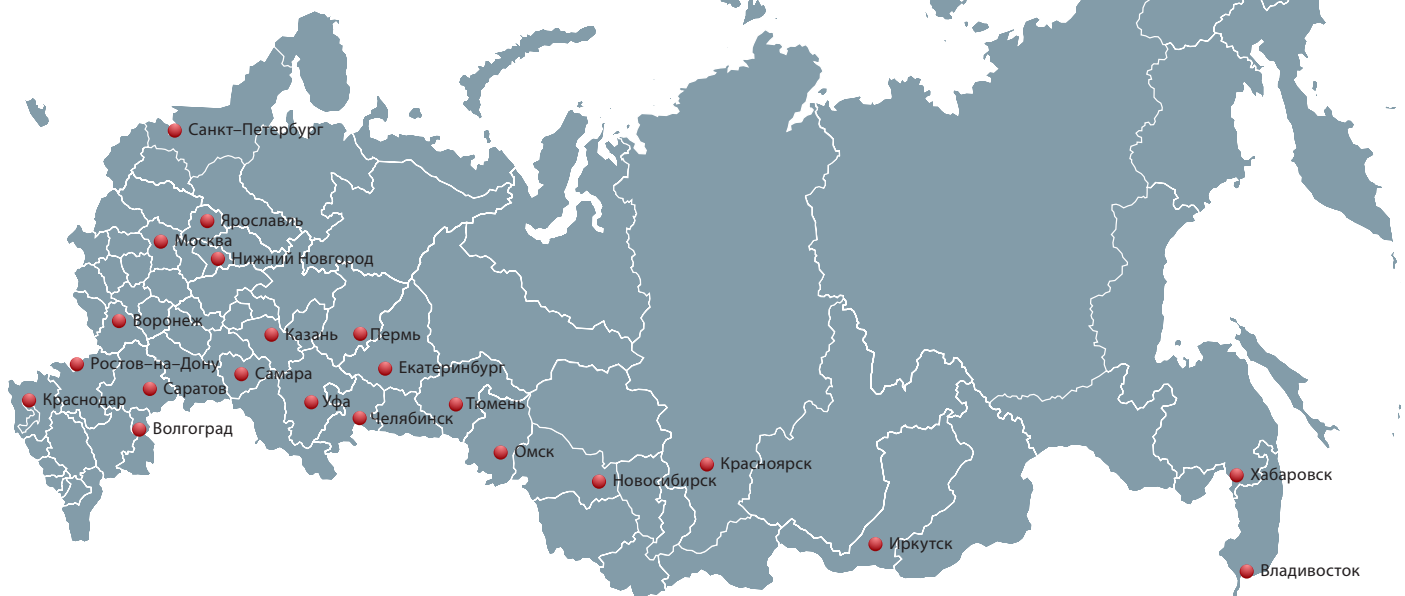 Санкт–Петербург
Ярославль
Москва
Нижний Новгород
Воронеж
Казань
Пермь
Ростов–на–Дону
Екатеринбург
Самара
Саратов
Краснодар
Уфа
Тюмень
Челябинск
Волгоград
Омск
Красноярск
Новосибирск
Хабаровск
Иркутск
Владивосток